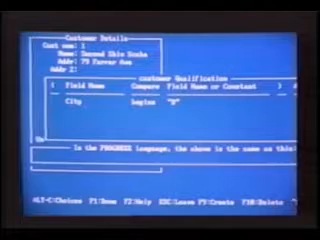 Customer Details
Cust num: 1
Name: Second Skin Scuba
Addr: 79 Farrar Ave
Addr 2:
customer Qualification
( Field Name Compare Field Name or Constant )
City begins "B"
In the PROGRESS language, the above is the same as this:
ALT-C:Choices F1:Done F2:Help ESC:Leave F9:Create F10:Delete